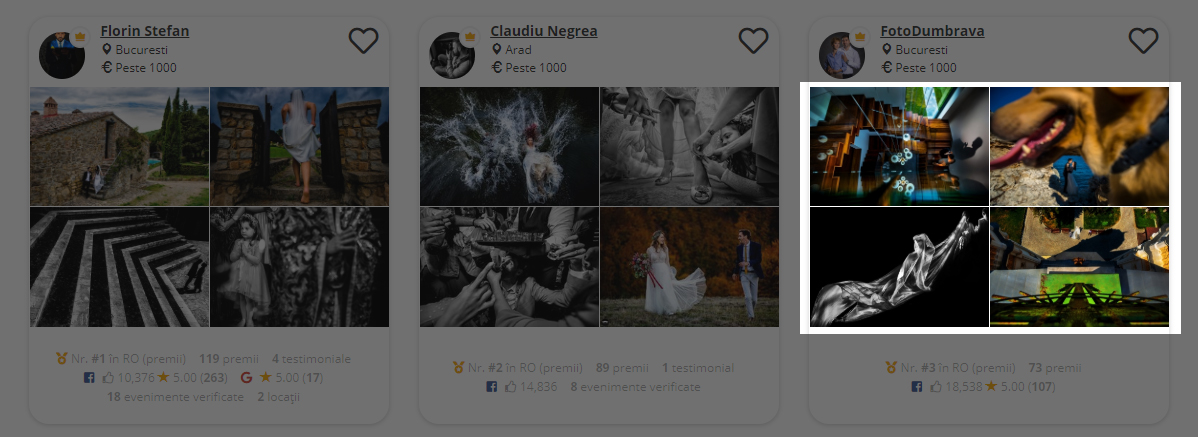 Florin Stefan
Bucuresti
Peste 1000
Nr. #1 în RO (premii) 119 premii 4 testimoniale
10,376 5.00 (263) 5.00 (17)
18 evenimente verificate 2 locații
Claudiu Negrea
Arad
Peste 1000
Nr. #2 în RO (premii) 89 premii 1 testimonial
14,836 8 evenimente verificate
FotoDumbrava
Bucuresti
Peste 1000
Nr. #3 în RO (premii) 73 premii
18,538 5.00 (107)